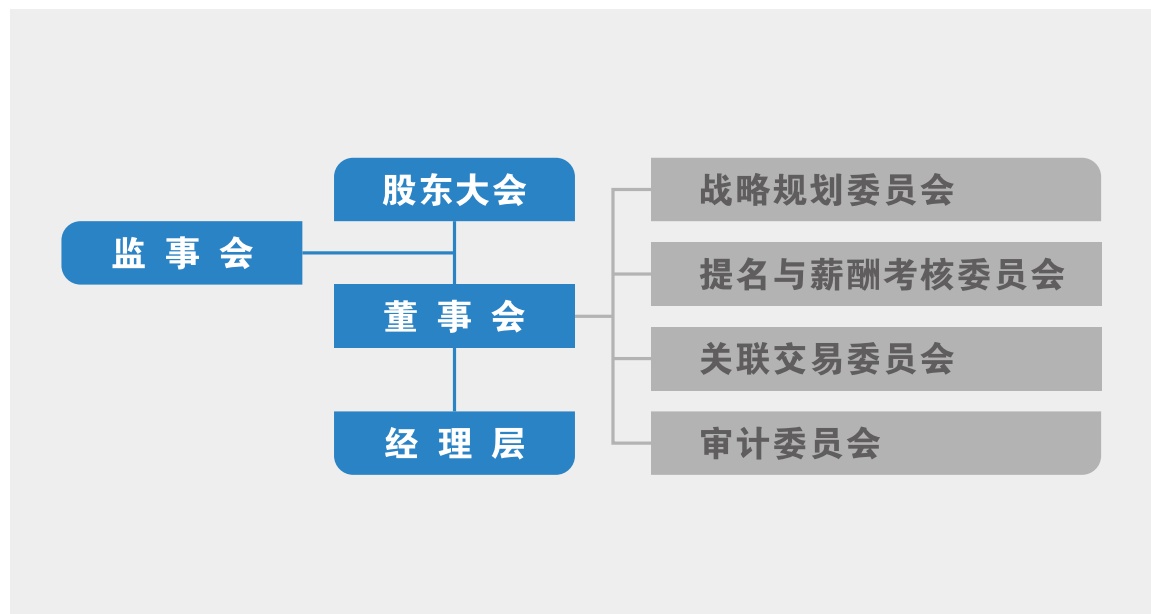 股东大会
监事会
董事会
经理层
战略规划委员会
提名与薪酬考核委员会
关联交易委员会
审计委员会